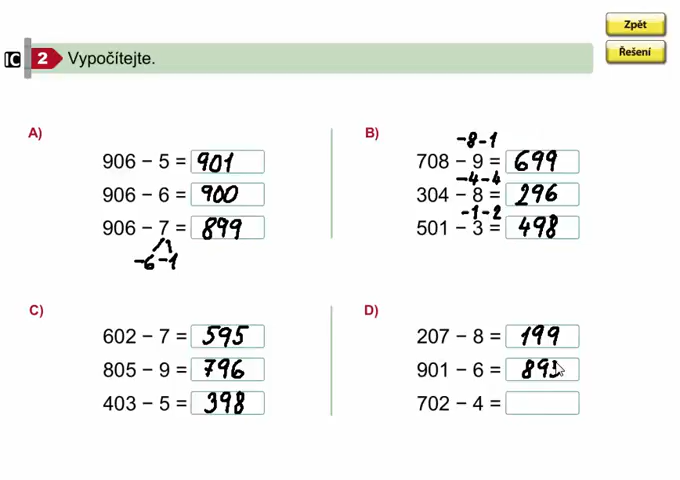 Zpět
Řešení
2 Vypočítejte.
A)
906 − 5 = 901
906 − 6 = 900
906 − 7 = 899
-6 -1
B)
-8 -1
708 − 9 = 699
-4 -4
304 − 8 = 296
-1 -2
501 − 3 = 498
C)
602 − 7 = 595
805 − 9 = 796
403 − 5 = 398
D)
207 − 8 = 199
901 − 6 = 89
702 − 4 =